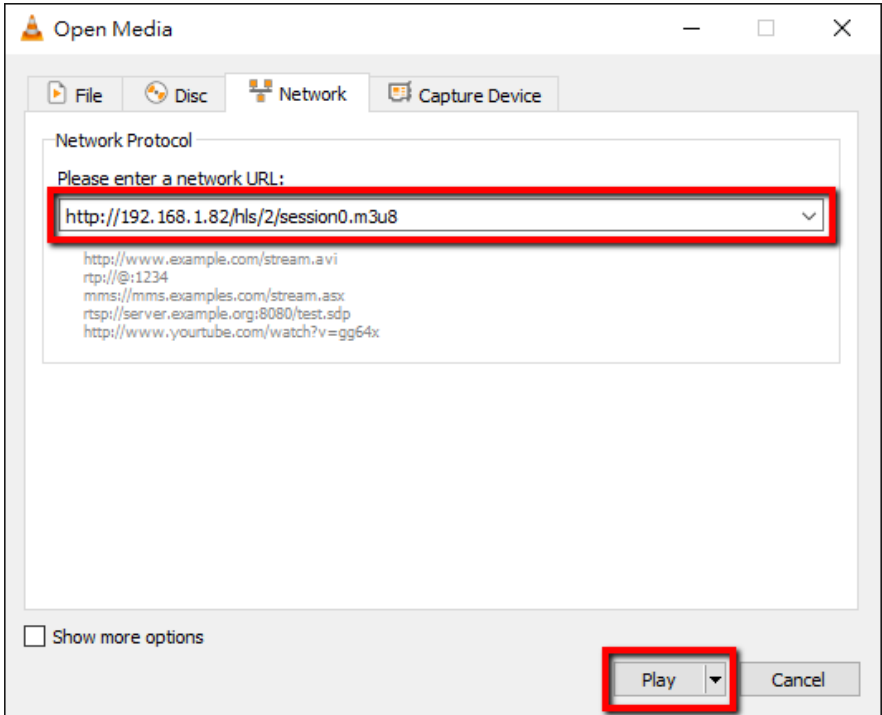 Open Media
File Disc Network Capture Device
Network Protocol
Please enter a network URL:
http://192.168.1.82/hls/2/session0.m3u8
http://www.example.com/stream.avi
rtp://@:1234
mms://mms.examples.com/stream.asx
rtsp://server.example.org:8080/test.sdp
http://www.yourtube.com/watch?v=gg64x
Show more options
Play Cancel